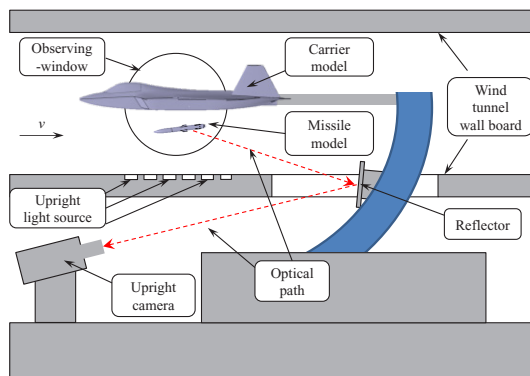 Observing
-window
Carrier
model
Wind
tunnel
wall board
v
Missile
model
Upright
light source
Reflector
Upright
camera
Optical
path